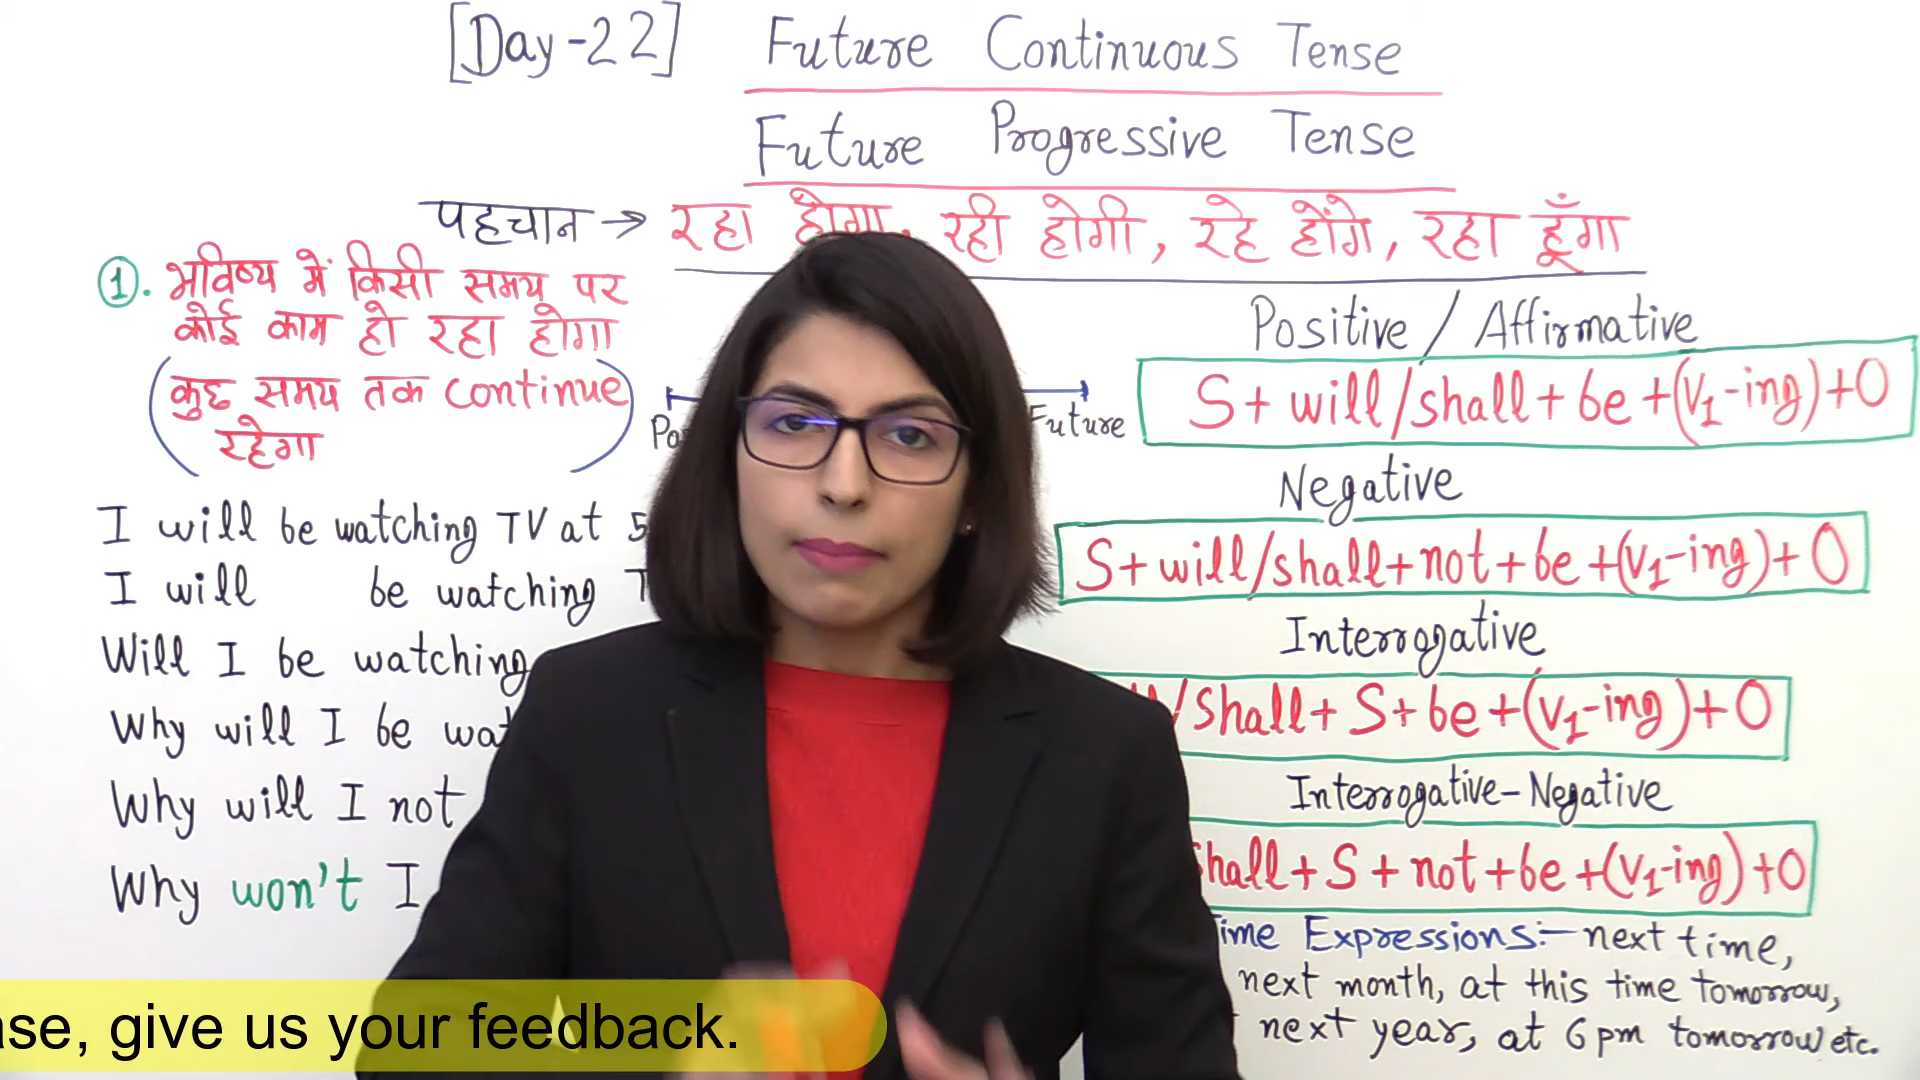 [Day-22] Future Continuous Tense
Future Progressive Tense
पहचान → रहा होगा, रही होगी, रहे होंगे, रहा हूँगा
1. भविष्य में किसी समय पर
कोई काम हो रहा होगा
(कुछ समय तक continue
रहेगा)
Future
I will be watching TV at 5
I will be watching T
Will I be watching
Why will I be wat
Why will I not
Why won't I
Positive / Affirmative
S+ will/shall + be +(V1-ing)+O
Negative
S+ will/shall+not+be+(V1-ing)+O
Interrogative
/Shall+ S+ be+(V1-ing)+O
Interrogative-Negative
hall+ S + not+be+(V1-ing)+O
ime Expressions:- next time,
next month, at this time tomorrow,
next year, at 6pm tomorrow etc.
ase, give us your feedback.